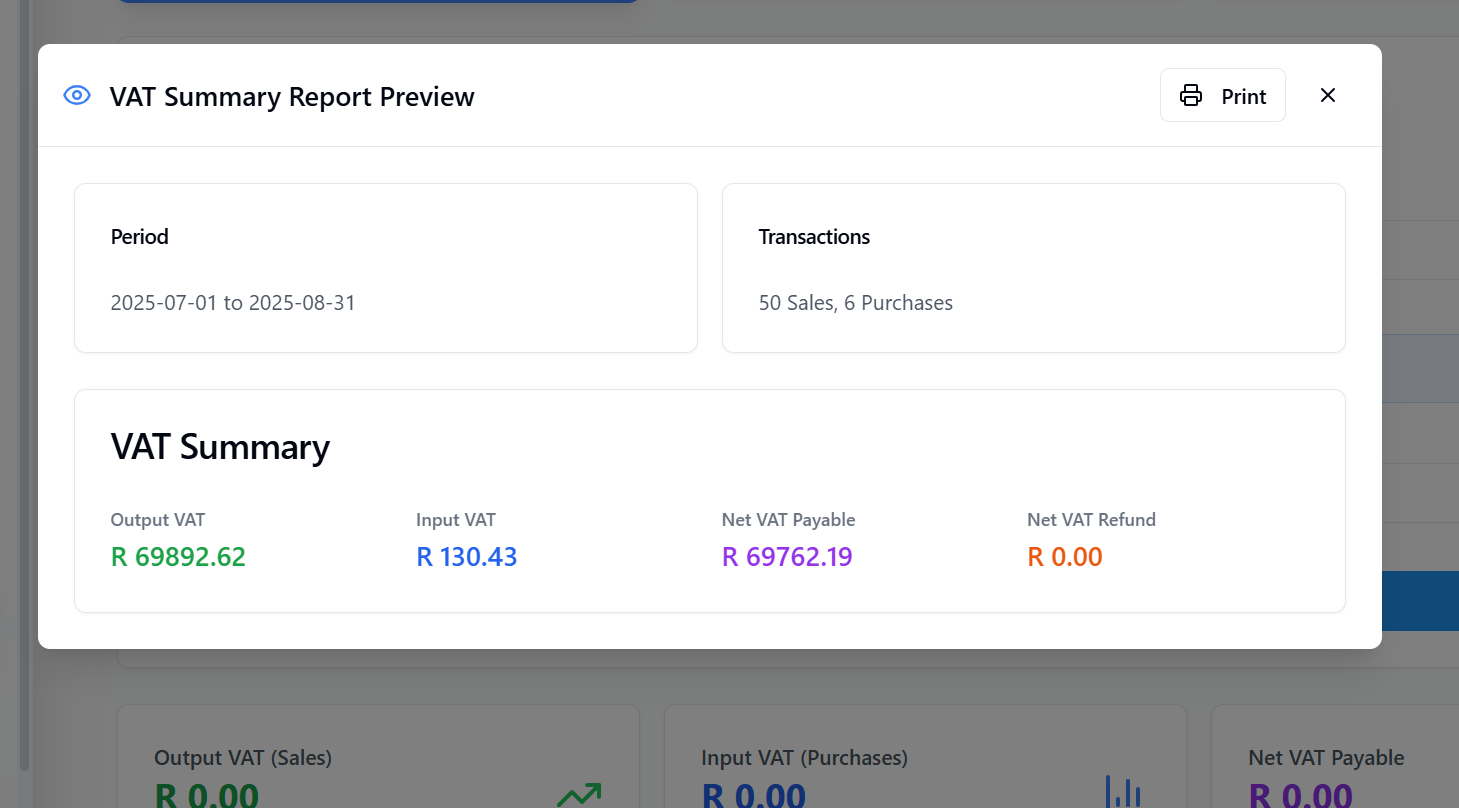 VAT Summary Report Preview
Print
Period
2025-07-01 to 2025-08-31
Transactions
50 Sales, 6 Purchases
VAT Summary
Output VAT
R 69892.62
Input VAT
R 130.43
Net VAT Payable
R 69762.19
Net VAT Refund
R 0.00
Output VAT (Sales)
R 0.00
Input VAT (Purchases)
R 0.00
Net VAT Payable
R 0.00